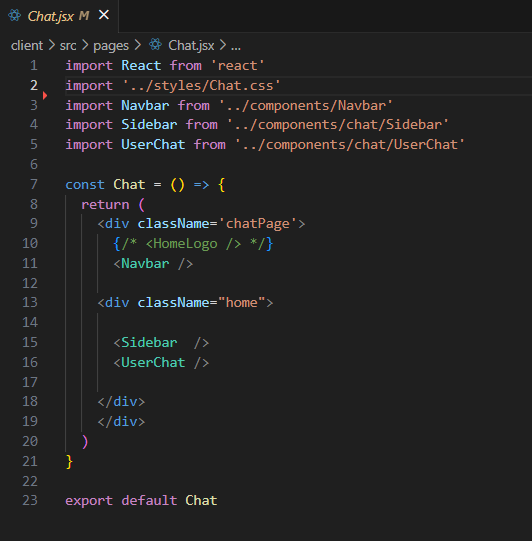 Chat.jsx M ×
client > src > pages > Chat.jsx > ...
1 import React from 'react'
2 import '../styles/Chat.css'
3 import Navbar from '../components/Navbar'
4 import Sidebar from '../components/chat/Sidebar'
5 import UserChat from '../components/chat/UserChat'
6
7 const Chat = () => {
8   return (
9     <div className='chatPage'>
10       {/* <HomeLogo /> */}
11       <Navbar />
12
13     <div className="home">
14
15       <Sidebar  />
16       <UserChat />
17
18     </div>
19     </div>
20   )
21 }
22
23 export default Chat